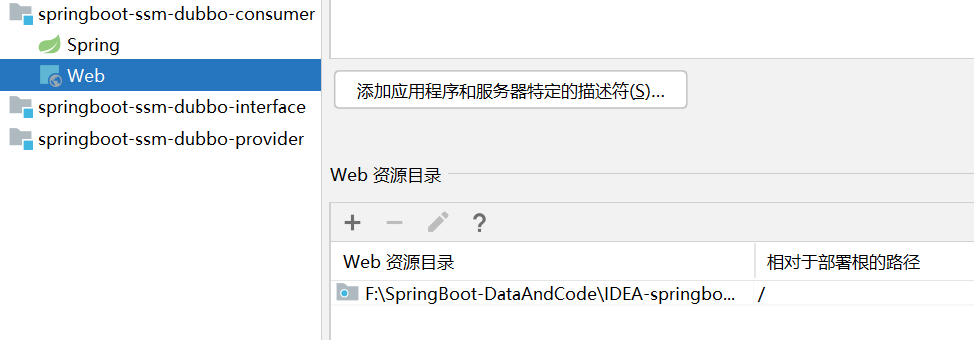 springboot-ssm-dubbo-consumer
Spring
Web
springboot-ssm-dubbo-interface
springboot-ssm-dubbo-provider
添加应用程序和服务器特定的描述符(S)...
Web 资源目录
Web 资源目录 相对于部署根的路径
F:\SpringBoot-DataAndCode\IDEA-springbo... /